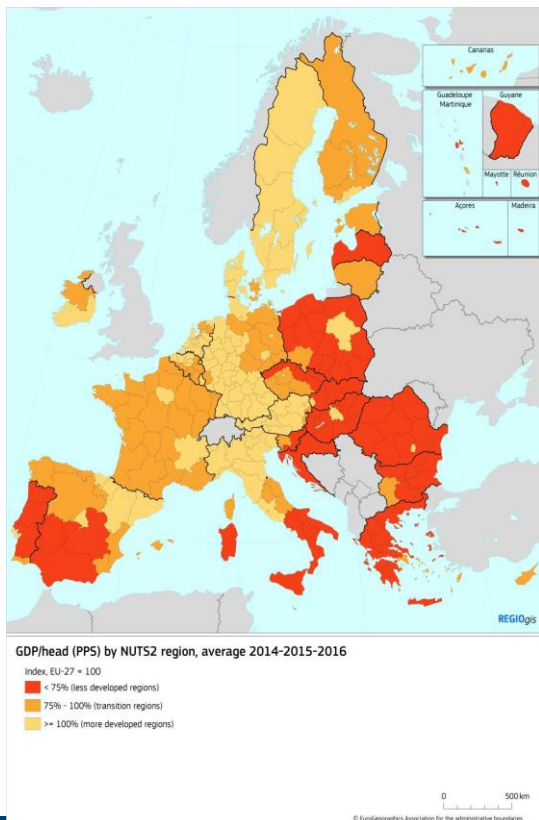 Canarias
Guadeloupe
Martinique
Guyane
Mayotte
Réunion
Açores
Madeira
REGIOgis
GDP/head (PPS) by NUTS2 region, average 2014-2015-2016
Index, EU-27 = 100
< 75% (less developed regions)
75% - 100% (transition regions)
>= 100% (more developed regions)
0 500 km
© EuroGeographics Association for the administrative boundaries